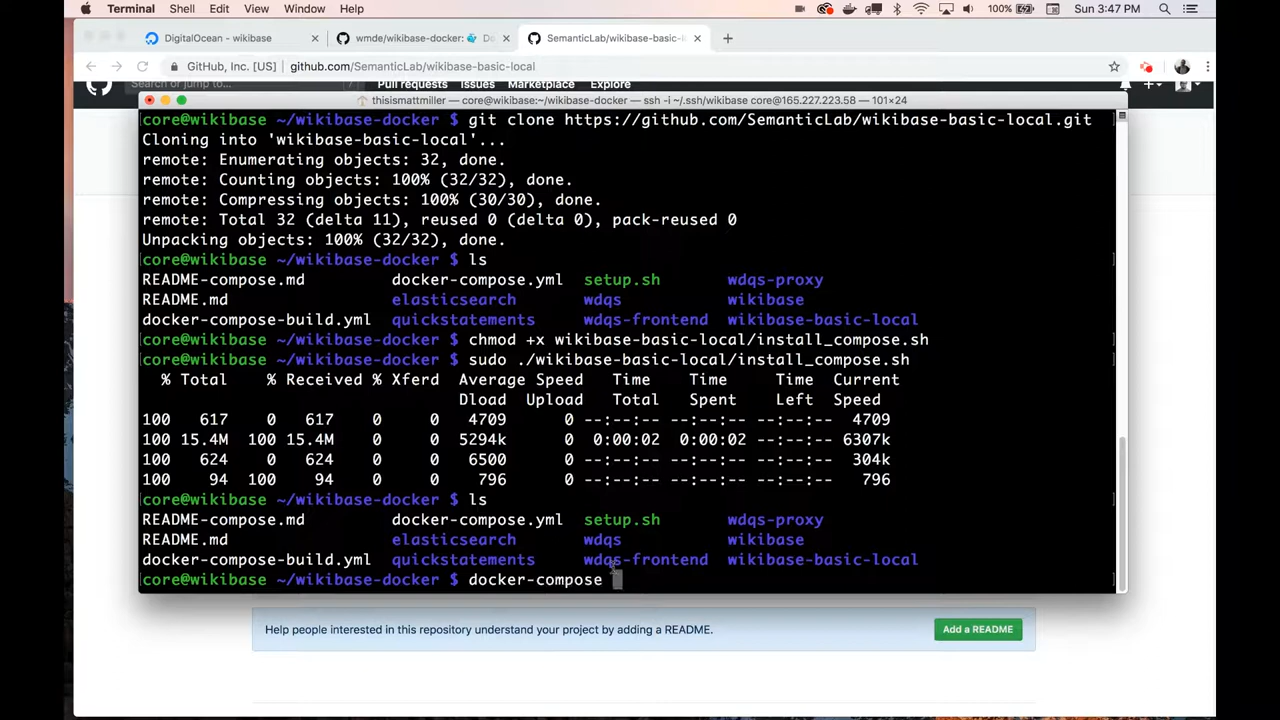 Terminal Shell Edit View Window Help 100% Sun 3:47 PM
DigitalOcean - wikibase
wmde/wikibase-docker:
SemanticLab/wikibase-basic-l
GitHub, Inc. [US] github.com/SemanticLab/wikibase-basic-local
Search or jump to... Pull requests Issues Marketplace Explore
thisismattmiller — core@wikibase:~/wikibase-docker — ssh -i ~/.ssh/wikibase core@165.227.223.58 — 101×24
core@wikibase ~/wikibase-docker $ git clone https://github.com/SemanticLab/wikibase-basic-local.git
Cloning into 'wikibase-basic-local'...
remote: Enumerating objects: 32, done.
remote: Counting objects: 100% (32/32), done.
remote: Compressing objects: 100% (30/30), done.
remote: Total 32 (delta 11), reused 0 (delta 0), pack-reused 0
Unpacking objects: 100% (32/32), done.
core@wikibase ~/wikibase-docker $ ls
README-compose.md docker-compose.yml setup.sh wdqs-proxy
README.md elasticsearch wdqs wikibase
docker-compose-build.yml quickstatements wdqs-frontend wikibase-basic-local
core@wikibase ~/wikibase-docker $ chmod +x wikibase-basic-local/install_compose.sh
core@wikibase ~/wikibase-docker $ sudo ./wikibase-basic-local/install_compose.sh
% Total % Received % Xferd Average Speed Time Time Time Current
Dload Upload Total Spent Left Speed
100 617 0 617 0 0 4709 0 --:--:-- --:--:-- --:--:-- 4709
100 15.4M 100 15.4M 0 0 5294k 0 0:00:02 0:00:02 --:--:-- 6307k
100 624 0 624 0 0 6500 0 --:--:-- --:--:-- --:--:-- 304k
100 94 100 94 0 0 796 0 --:--:-- --:--:-- --:--:-- 796
core@wikibase ~/wikibase-docker $ ls
README-compose.md docker-compose.yml setup.sh wdqs-proxy
README.md elasticsearch wdqs wikibase
docker-compose-build.yml quickstatements wdqs-frontend wikibase-basic-local
core@wikibase ~/wikibase-docker $ docker-compose
Help people interested in this repository understand your project by adding a README. Add a README